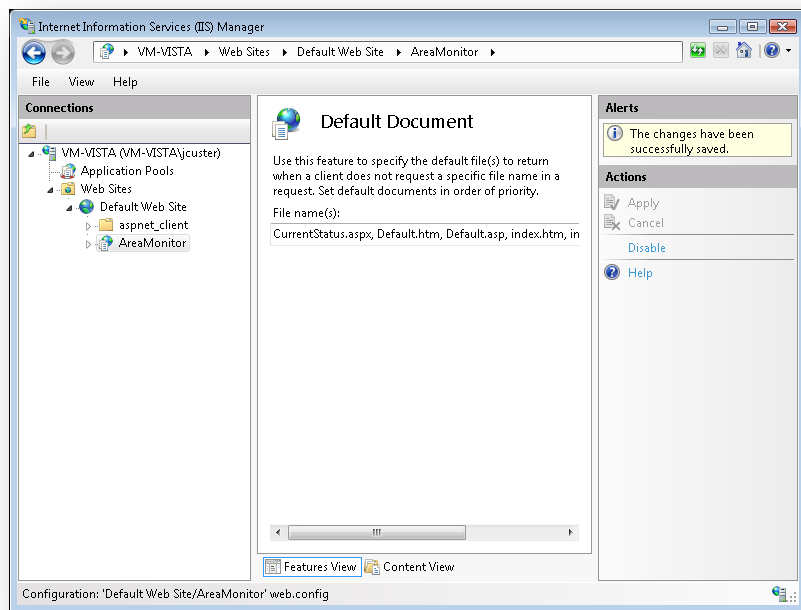 Internet Information Services (IIS) Manager
VM-VISTA Web Sites Default Web Site AreaMonitor
File View Help
Connections
VM-VISTA (VM-VISTA\jcuster)
Application Pools
Web Sites
Default Web Site
aspnet_client
AreaMonitor
Default Document
Use this feature to specify the default file(s) to return
when a client does not request a specific file name in a
request. Set default documents in order of priority.
File name(s):
CurrentStatus.aspx, Default.htm, Default.asp, index.htm, in
Features View Content View
Alerts
The changes have been
successfully saved.
Actions
Apply
Cancel
Disable
Help
Configuration: 'Default Web Site/AreaMonitor' web.config